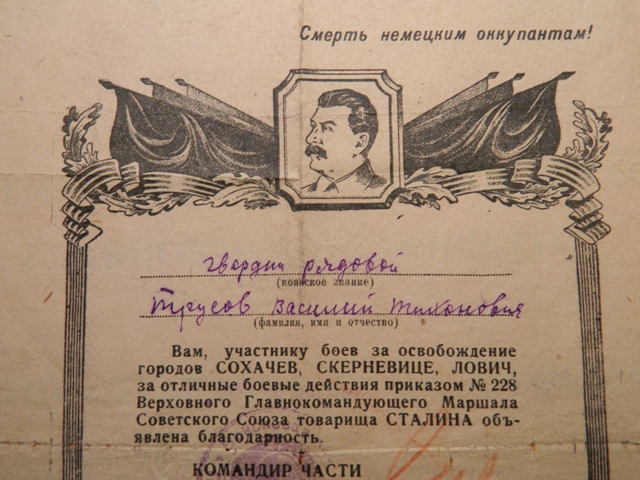 Смерть немецким оккупантам!
гвардии рядовой
(воинское звание)
Трусов Василий Тихонович
(фамилия, имя и отчество)
Вам, участнику боев за освобождение
городов СОХАЧЕВ, СКЕРНЕВИЦЕ, ЛОВИЧ,
за отличные боевые действия приказом № 228
Верховного Главнокомандующего Маршала
Советского Союза товарища СТАЛИНА объ-
явлена благодарность.
КОМАНДИР ЧАСТИ